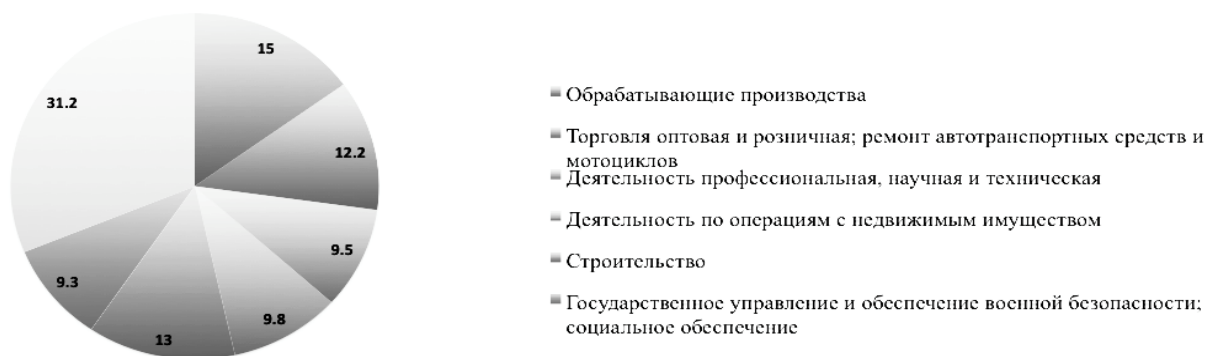 15
31.2
12.2
9.5
9.3
9.8
13
Обрабатывающие производства
Торговля оптовая и розничная; ремонт автотранспортных средств и
мотоциклов
Деятельность профессиональная, научная и техническая
Деятельность по операциям с недвижимым имуществом
Строительство
Государственное управление и обеспечение военной безопасности;
социальное обеспечение